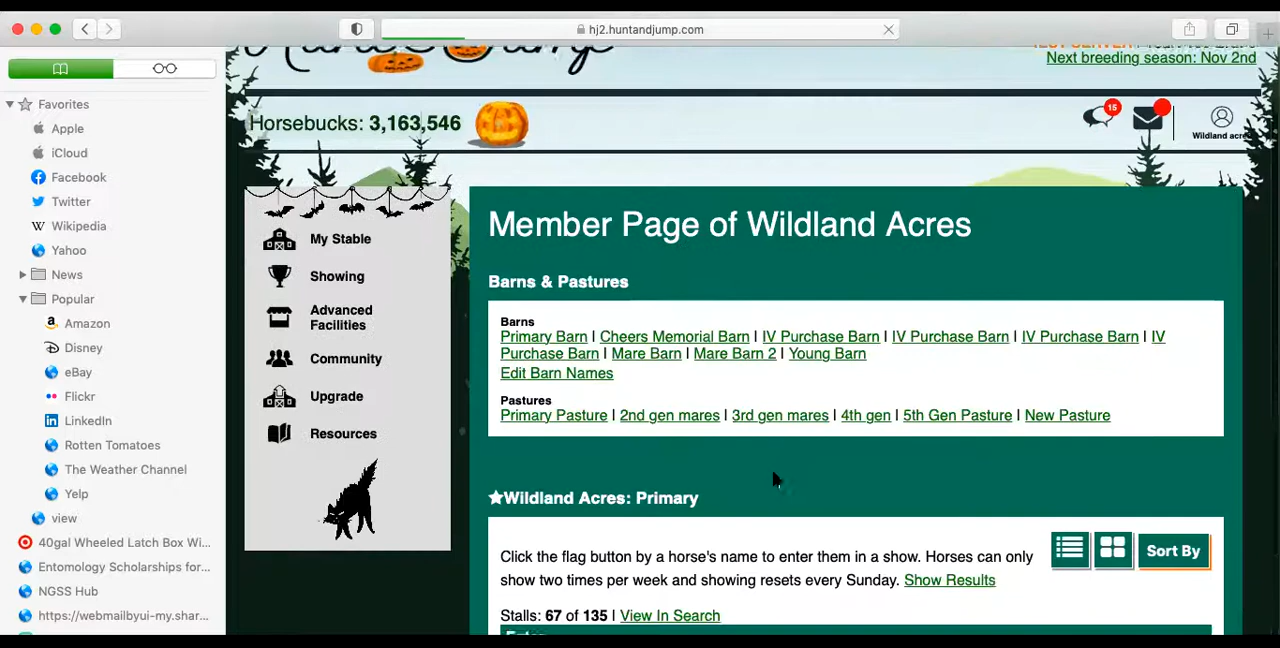 hj2.huntandjump.com
Next breeding season: Nov 2nd
Horsebucks: 3,163,546
15
Wildland acres
Favorites
Apple
iCloud
Facebook
Twitter
Wikipedia
Yahoo
News
Popular
Amazon
Disney
eBay
Flickr
LinkedIn
Rotten Tomatoes
The Weather Channel
Yelp
view
40gal Wheeled Latch Box Wi...
Entomology Scholarships for...
NGSS Hub
https://webmailbyui-my.shar...
My Stable
Showing
Advanced
Facilities
Community
Upgrade
Resources
Member Page of Wildland Acres
Barns & Pastures
Barns
Primary Barn | Cheers Memorial Barn | IV Purchase Barn | IV Purchase Barn | IV Purchase Barn | IV
Purchase Barn | Mare Barn | Mare Barn 2 | Young Barn
Edit Barn Names
Pastures
Primary Pasture | 2nd gen mares | 3rd gen mares | 4th gen | 5th Gen Pasture | New Pasture
★Wildland Acres: Primary
Click the flag button by a horse's name to enter them in a show. Horses can only
show two times per week and showing resets every Sunday. Show Results
Sort By
Stalls: 67 of 135 | View In Search